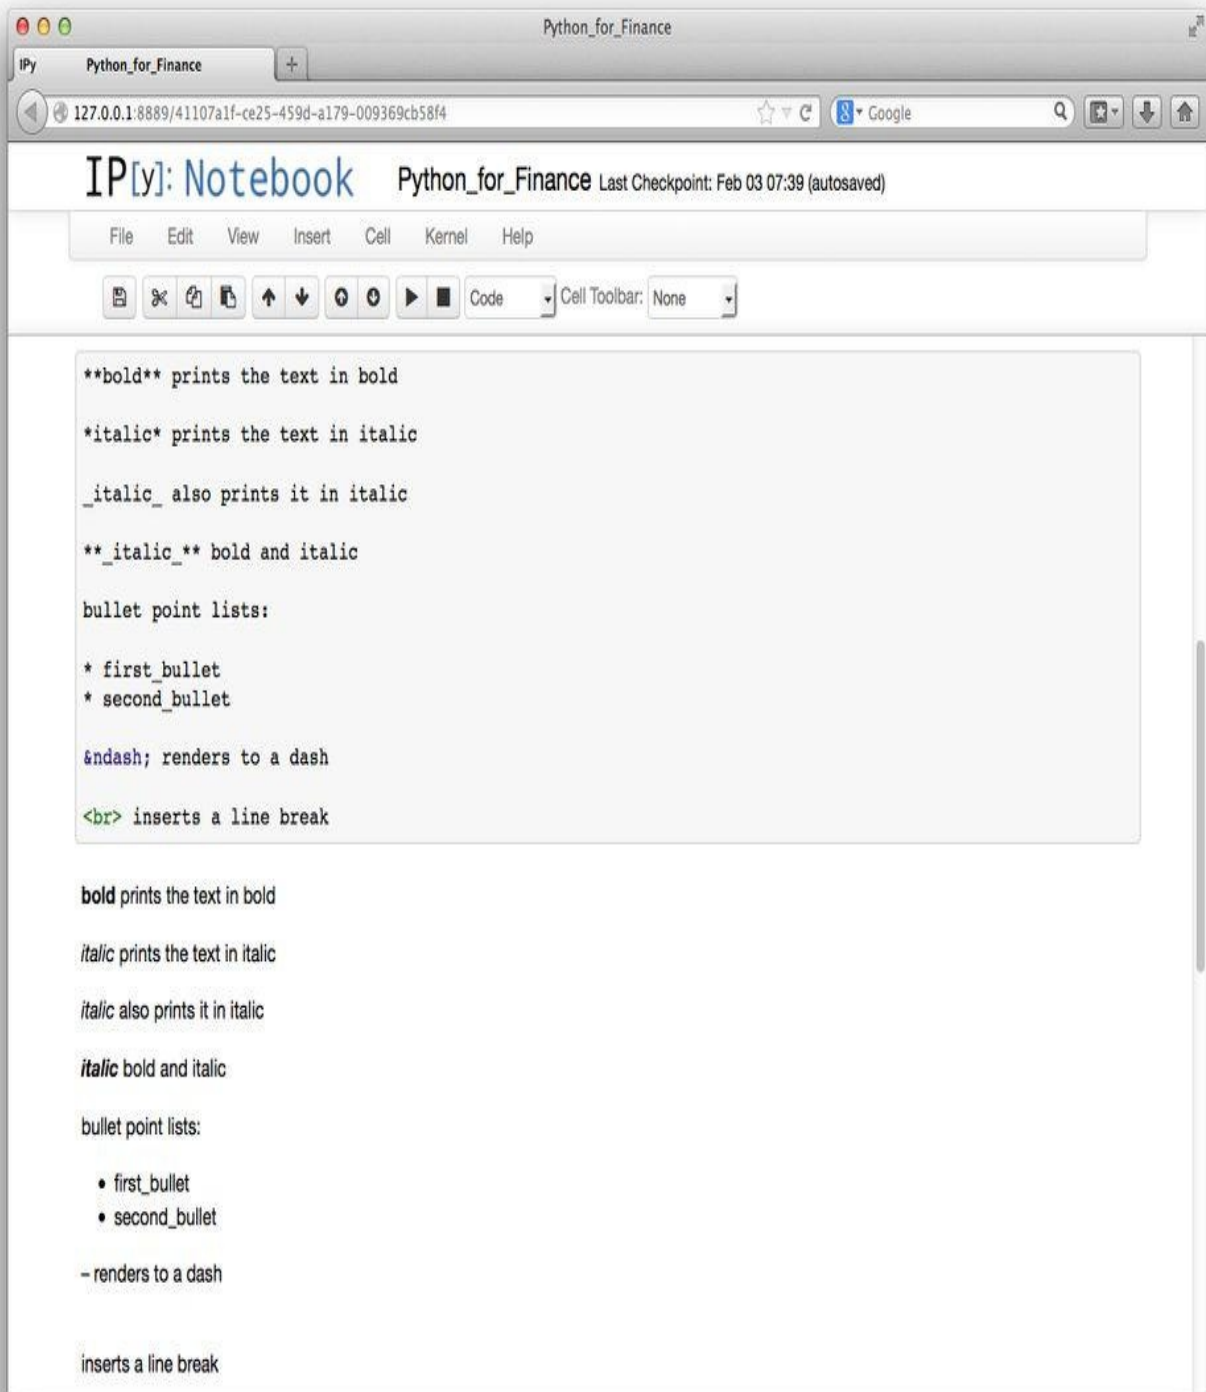 Python_for_Finance
IPy Python_for_Finance +
127.0.0.1:8889/41107a1f-ce25-459d-a179-009369cb58f4 8 Google
IP[y]: Notebook Python_for_Finance Last Checkpoint: Feb 03 07:39 (autosaved)
File Edit View Insert Cell Kernel Help
Code Cell Toolbar: None
**bold** prints the text in bold
*italic* prints the text in italic
_italic_ also prints it in italic
**_italic_** bold and italic
bullet point lists:
* first_bullet
* second_bullet
&ndash; renders to a dash
<br> inserts a line break
bold prints the text in bold
italic prints the text in italic
italic also prints it in italic
italic bold and italic
bullet point lists:
• first_bullet
• second_bullet
– renders to a dash
inserts a line break